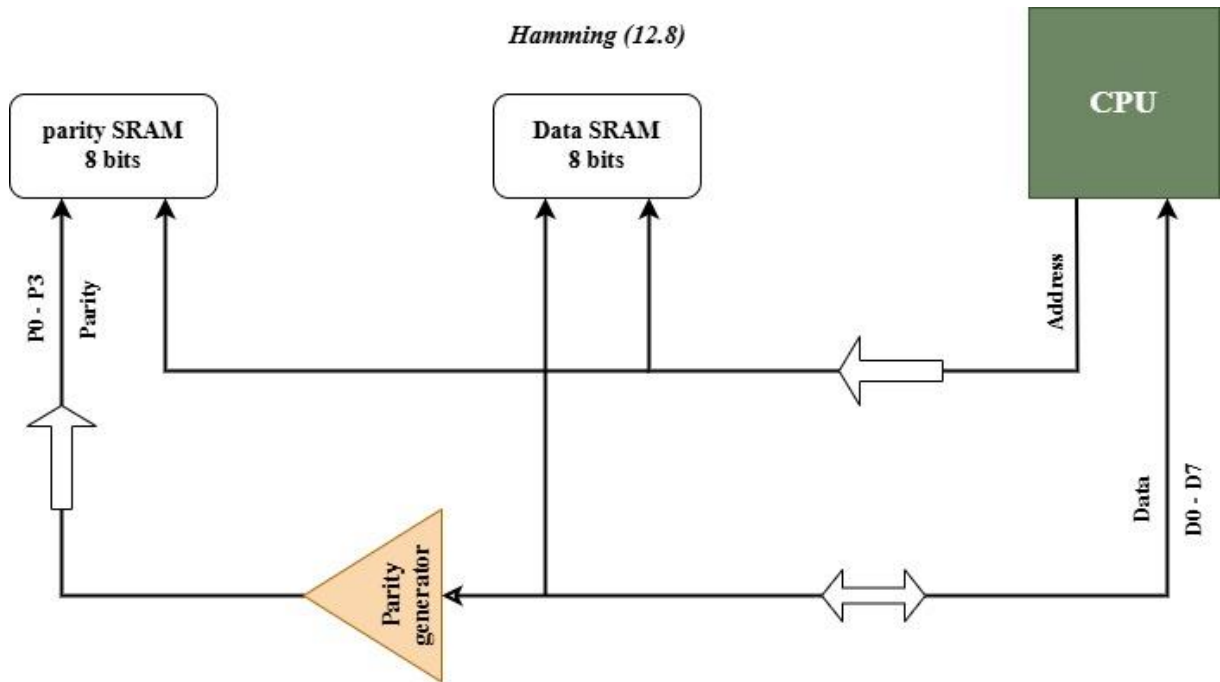 Hamming (12.8)
CPU
parity SRAM
8 bits
Data SRAM
8 bits
P0 - P3
Parity
Address
Data
D0 - D7
Parity
generator